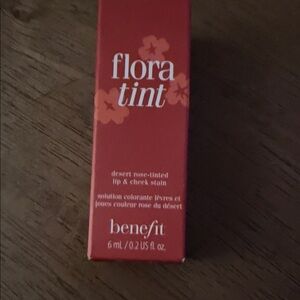 flora
tint
desert rose-tinted
lip & cheek stain
solution colorante lèvres et
joues couleur rose du désert
benefit
6 mL / 0.2 US fl. oz.